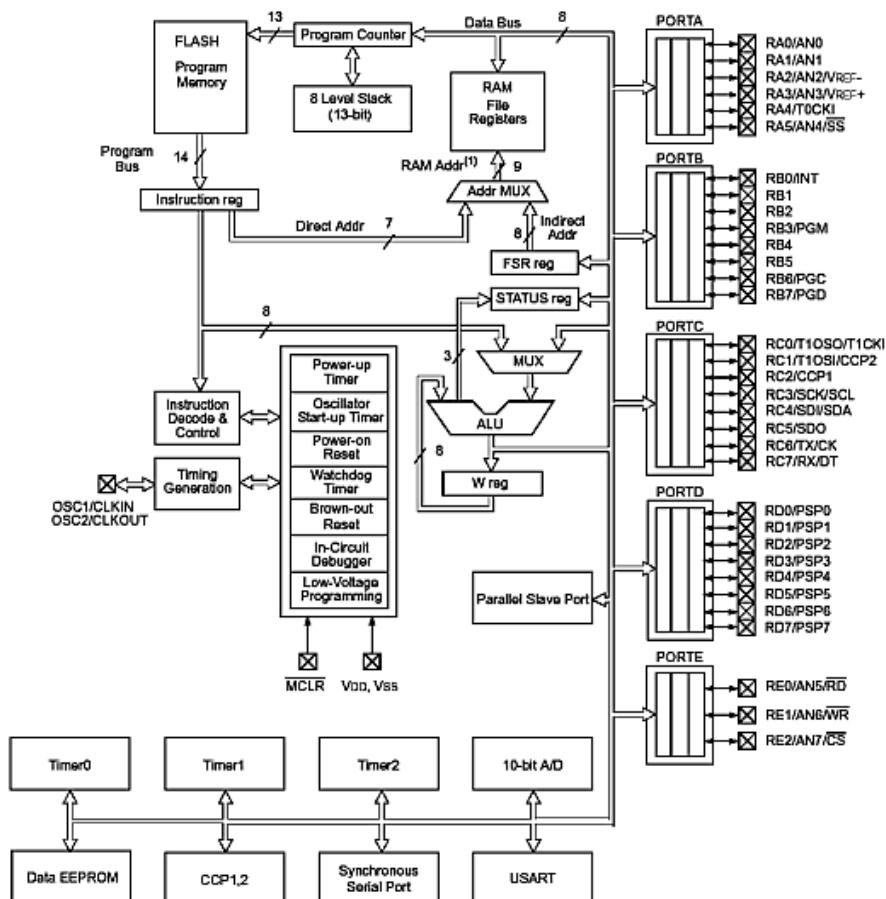 13
Data Bus
8
PORTA
FLASH
Program
Memory
Program Counter
8 Level Stack
(13-bit)
RAM
File
Registers
RA0/AN0
RA1/AN1
RA2/AN2/VREF-
RA3/AN3/VREF+
RA4/T0CKI
RA5/AN4/SS
Program
Bus
14
RAM Addr(1)
9
PORTB
Instruction reg
Addr MUX
Direct Addr
7
8
Indirect
Addr
FSR reg
RB0/INT
RB1
RB2
RB3/PGM
RB4
RB5
RB6/PGC
RB7/PGD
STATUS reg
8
3
MUX
PORTC
RC0/T1OSO/T1CKI
RC1/T1OSI/CCP2
RC2/CCP1
RC3/SCK/SCL
RC4/SDI/SDA
RC5/SDO
RC6/TX/CK
RC7/RX/DT
Instruction
Decode &
Control
Power-up
Timer
Oscillator
Start-up Timer
Power-on
Reset
Watchdog
Timer
Brown-out
Reset
In-Circuit
Debugger
Low-Voltage
Programming
ALU
8
W reg
Timing
Generation
OSC1/CLKIN
OSC2/CLKOUT
PORTD
RD0/PSP0
RD1/PSP1
RD2/PSP2
RD3/PSP3
RD4/PSP4
RD5/PSP5
RD6/PSP6
RD7/PSP7
Parallel Slave Port
MCLR
VDD, VSS
PORTE
RE0/AN5/RD
RE1/AN6/WR
RE2/AN7/CS
Timer0
Timer1
Timer2
10-bit A/D
Data EEPROM
CCP1,2
Synchronous
Serial Port
USART